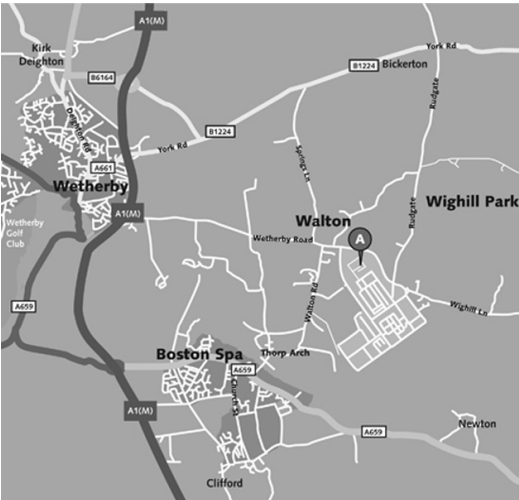 A1(M)
York Rd
Kirk
Deighton
B1224
Bickerton
B6164
Rudgate
Deighton Rd
B1224
York Rd
Springs Ln
A661
Wetherby
Wighill Park
A1(M)
Walton
Rudgate
Wetherby
Golf
Club
Wetherby Road
A
A659
Walton Rd
Wighill Ln
Boston Spa
Thorp Arch
A659
Church St
A1(M)
A659
Newton
Clifford